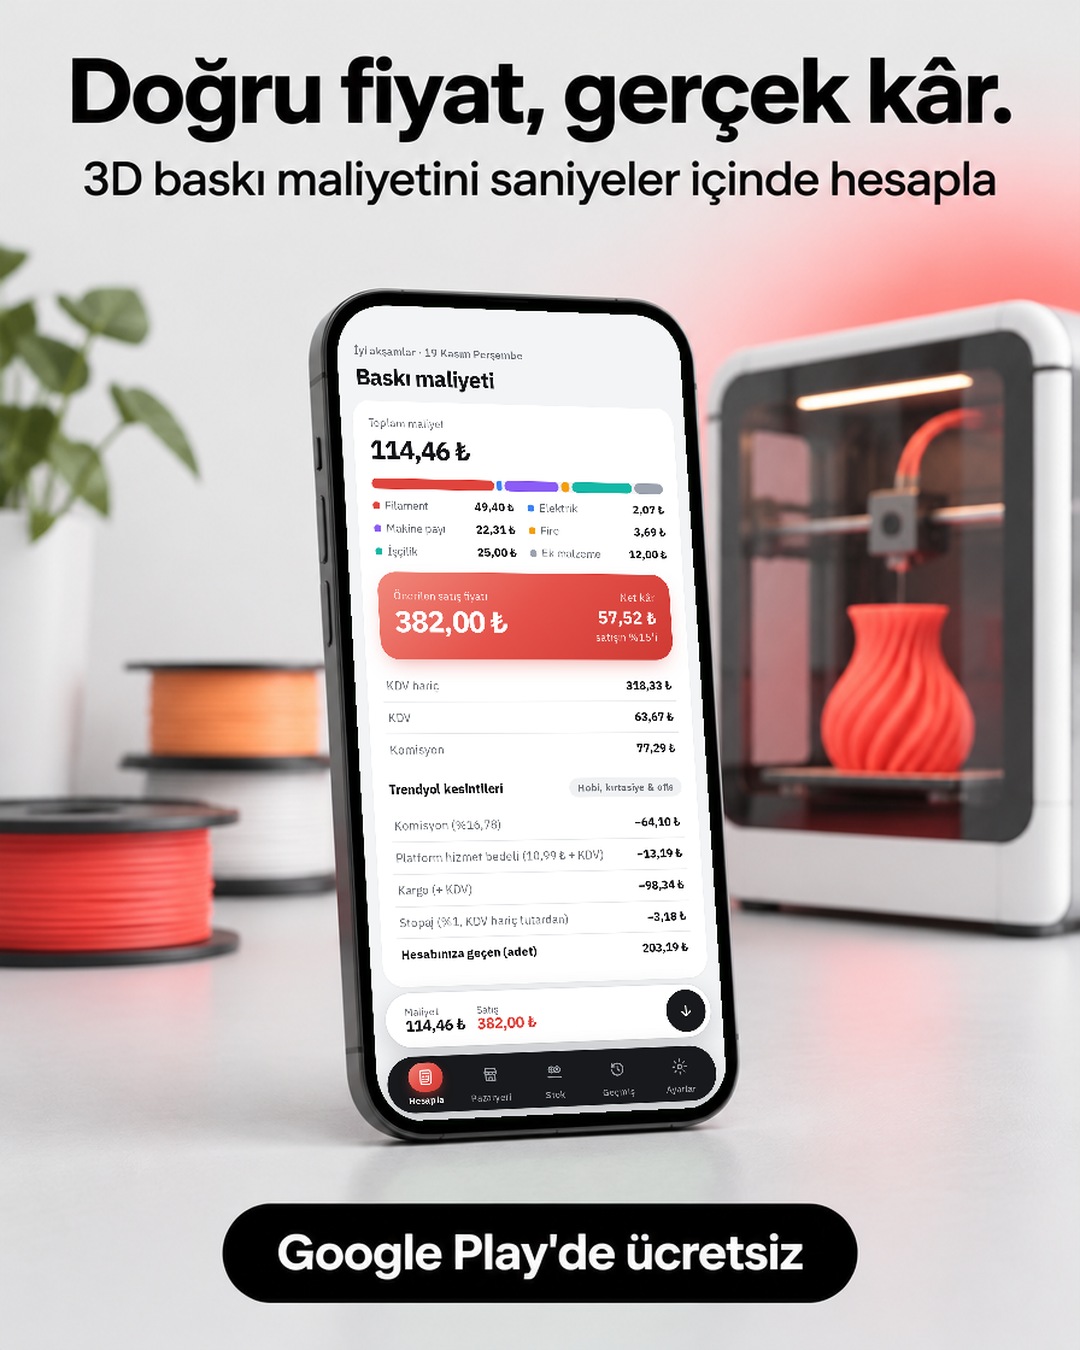 Doğru fiyat, gerçek kâr.
3D baskı maliyetini saniyeler içinde hesapla
İyi akşamlar · 19 Kasım Perşembe
Baskı maliyeti
Toplam maliyet
114,46 ₺
Filament 49,40 ₺ Elektrik 2,07 ₺
Makine payı 22,31 ₺ Fire 3,69 ₺
İşçilik 25,00 ₺ Ek malzeme 12,00 ₺
Önerilen satış fiyatı Net kâr
382,00 ₺ 57,52 ₺
satışın %15'i
KDV hariç 318,33 ₺
KDV 63,67 ₺
Komisyon 77,29 ₺
Trendyol kesintileri Hobi, kırtasiye & ofis
Komisyon (%16,78) −64,10 ₺
Platform hizmet bedeli (10,99 ₺ + KDV) −13,19 ₺
Kargo (+ KDV) −98,34 ₺
Stopaj (%1, KDV hariç tutardan) −3,18 ₺
Hesabınıza geçen (adet) 203,19 ₺
Maliyet Satış
114,46 ₺ 382,00 ₺
Hesapla Pazaryeri Stok Geçmiş Ayarlar
Google Play'de ücretsiz